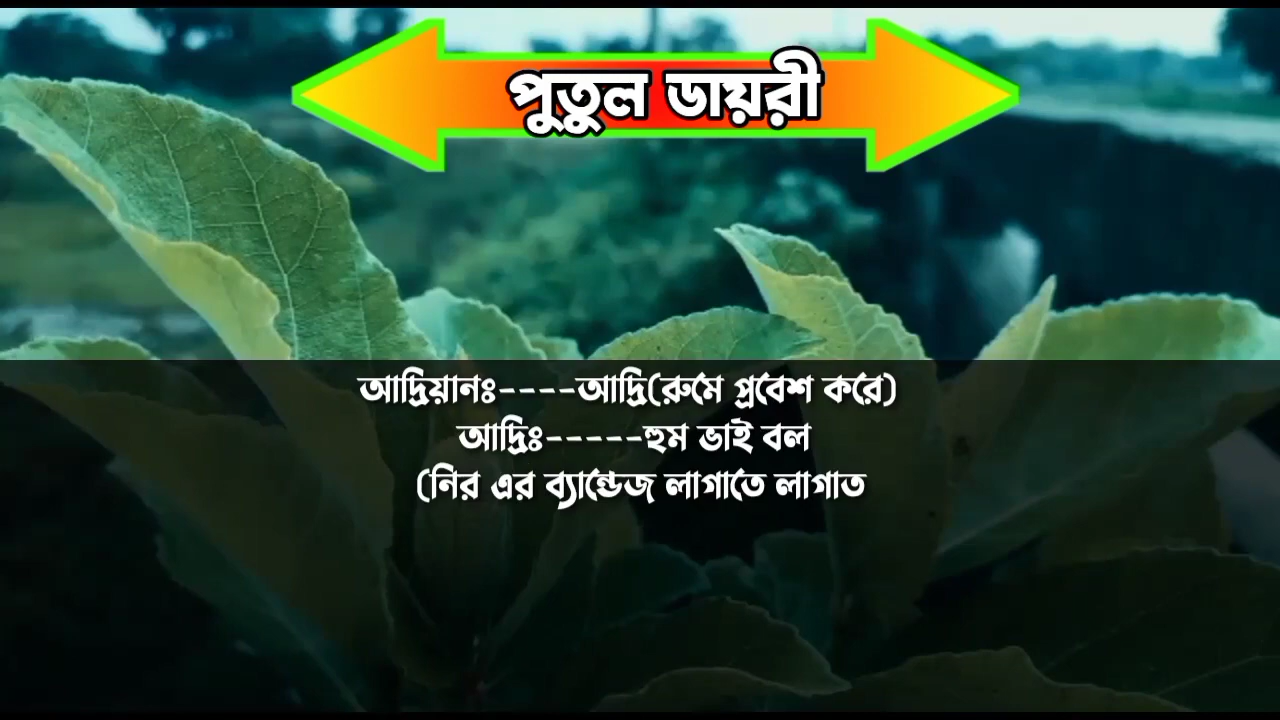 পুতুল ডায়রী
আদ্রিয়ানঃ----আদ্রি(রুমে প্রবেশ করে)
আদ্রিঃ-----হুম ভাই বল
(নির এর ব্যান্ডেজ লাগাতে লাগাত